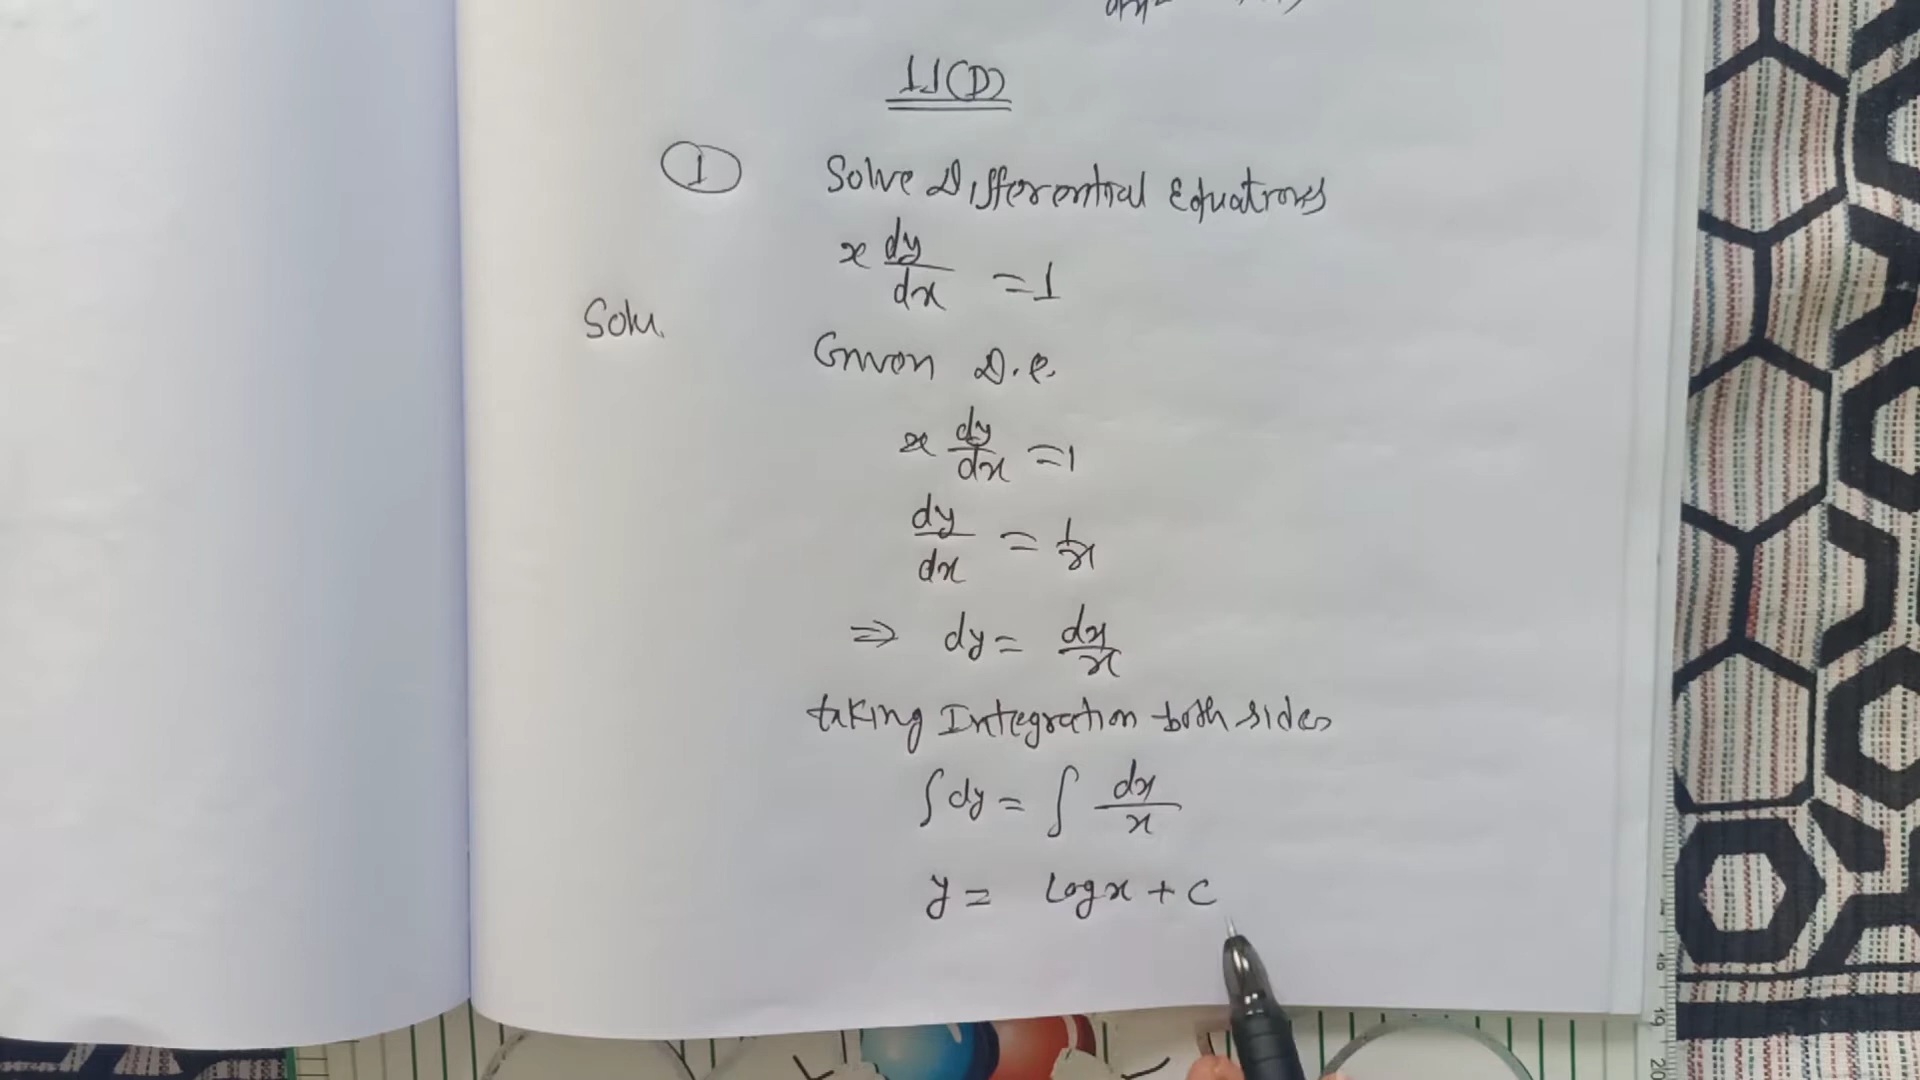 11(D)
1 Solve Differential Equations
x dy/dx = 1
Soln.
Given D.e.
x dy/dx = 1
dy/dx = 1/x
⇒ dy = dx/x
taking Integration both sides
∫ dy = ∫ dx/x
y = log x + c
19